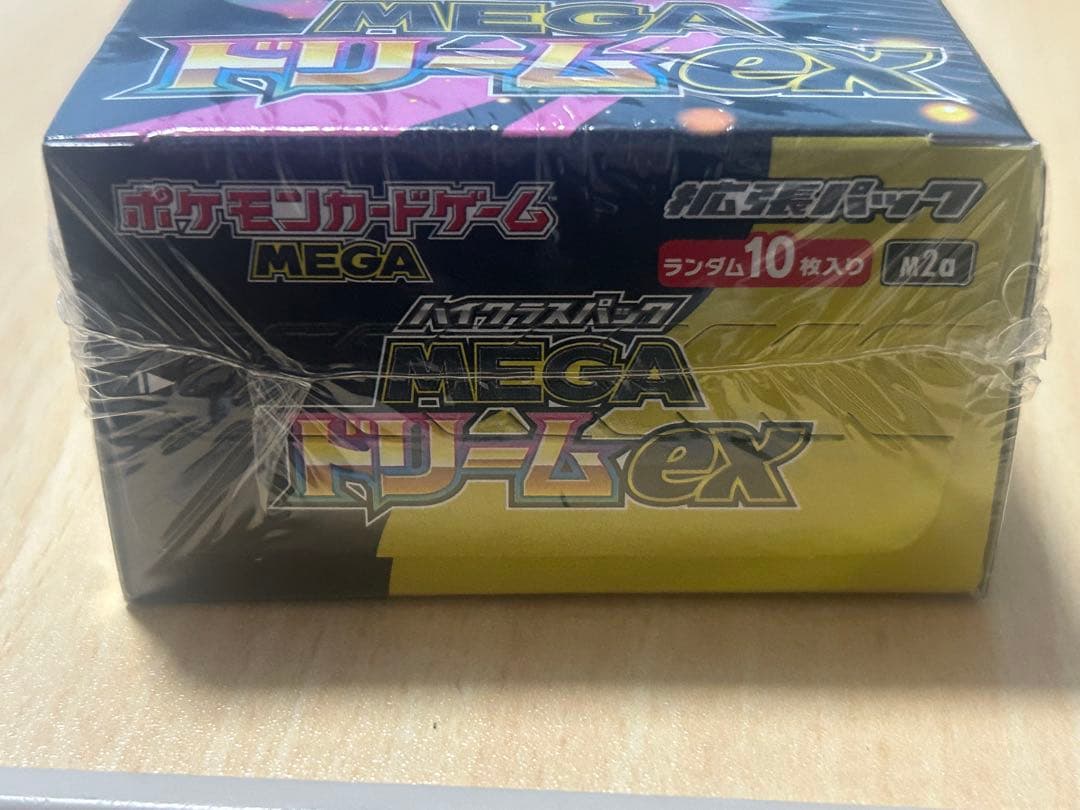 MEGA
ドリームex
ポケモンカードゲーム
MEGA
拡張パック
ランダム10枚入り
M2a
ハイクラスパック
MEGA
ドリームex